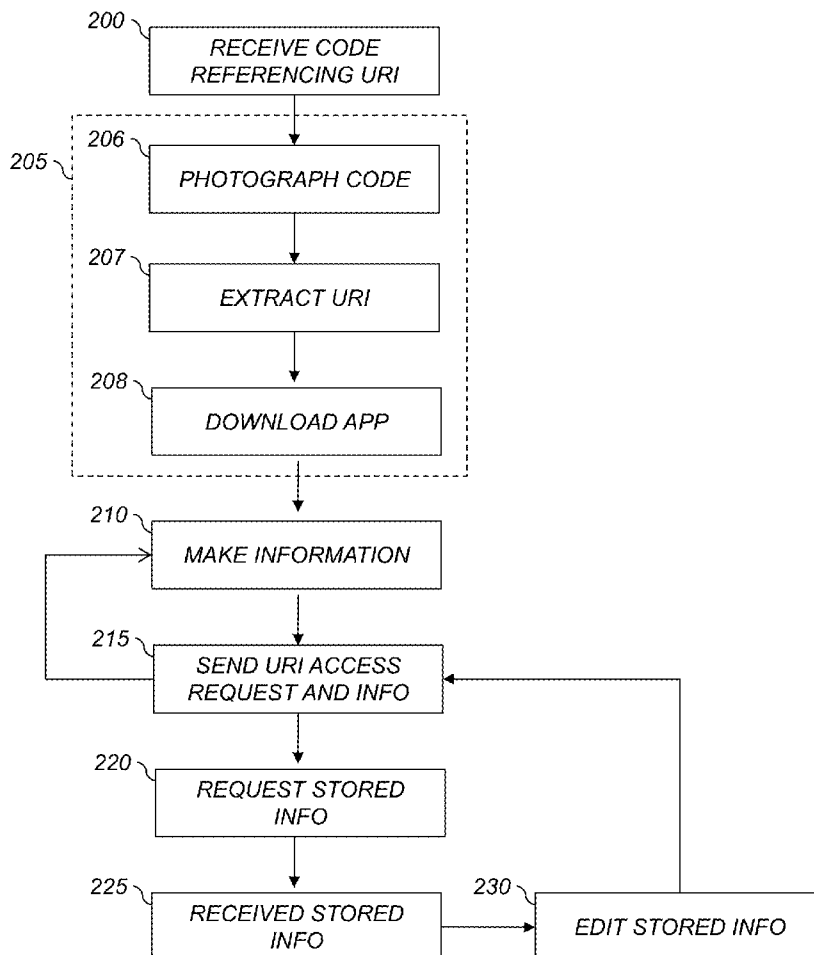 200
RECEIVE CODE
REFERENCING URI
205
206
PHOTOGRAPH CODE
207
EXTRACT URI
208
DOWNLOAD APP
210
MAKE INFORMATION
215
SEND URI ACCESS
REQUEST AND INFO
220
REQUEST STORED
INFO
225
RECEIVED STORED
INFO
230
EDIT STORED INFO